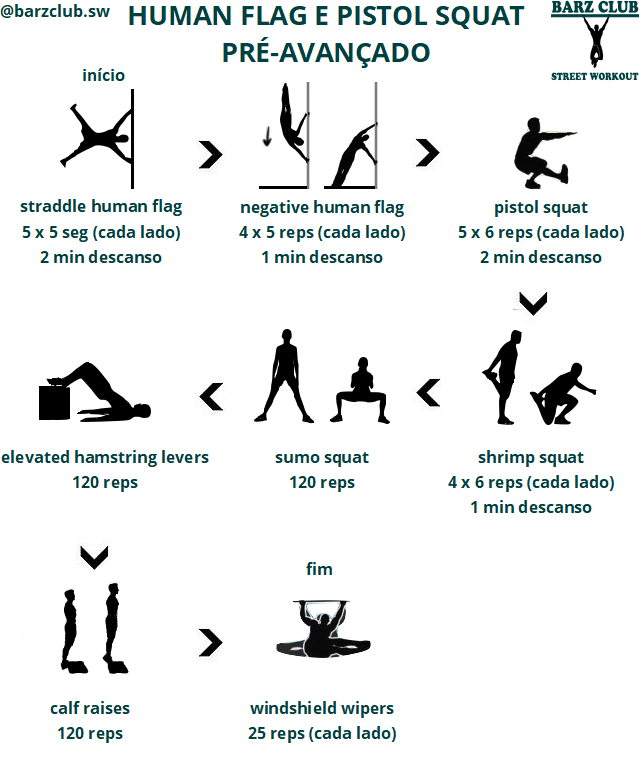 @barzclub.sw
HUMAN FLAG E PISTOL SQUAT
PRÉ-AVANÇADO
BARZ CLUB
STREET WORKOUT
início
straddle human flag
5 x 5 seg (cada lado)
2 min descanso
negative human flag
4 x 5 reps (cada lado)
1 min descanso
pistol squat
5 x 6 reps (cada lado)
2 min descanso
elevated hamstring levers
120 reps
sumo squat
120 reps
shrimp squat
4 x 6 reps (cada lado)
1 min descanso
calf raises
120 reps
fim
windshield wipers
25 reps (cada lado)